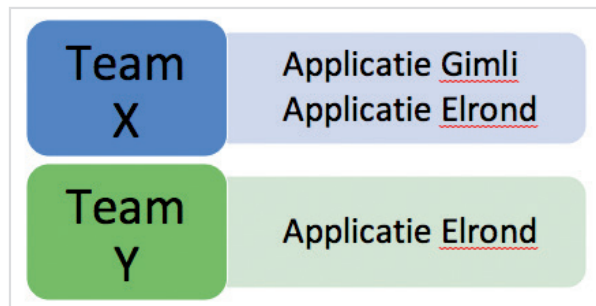 Team
X
Applicatie Gimli
Applicatie Elrond
Team
Y
Applicatie Elrond